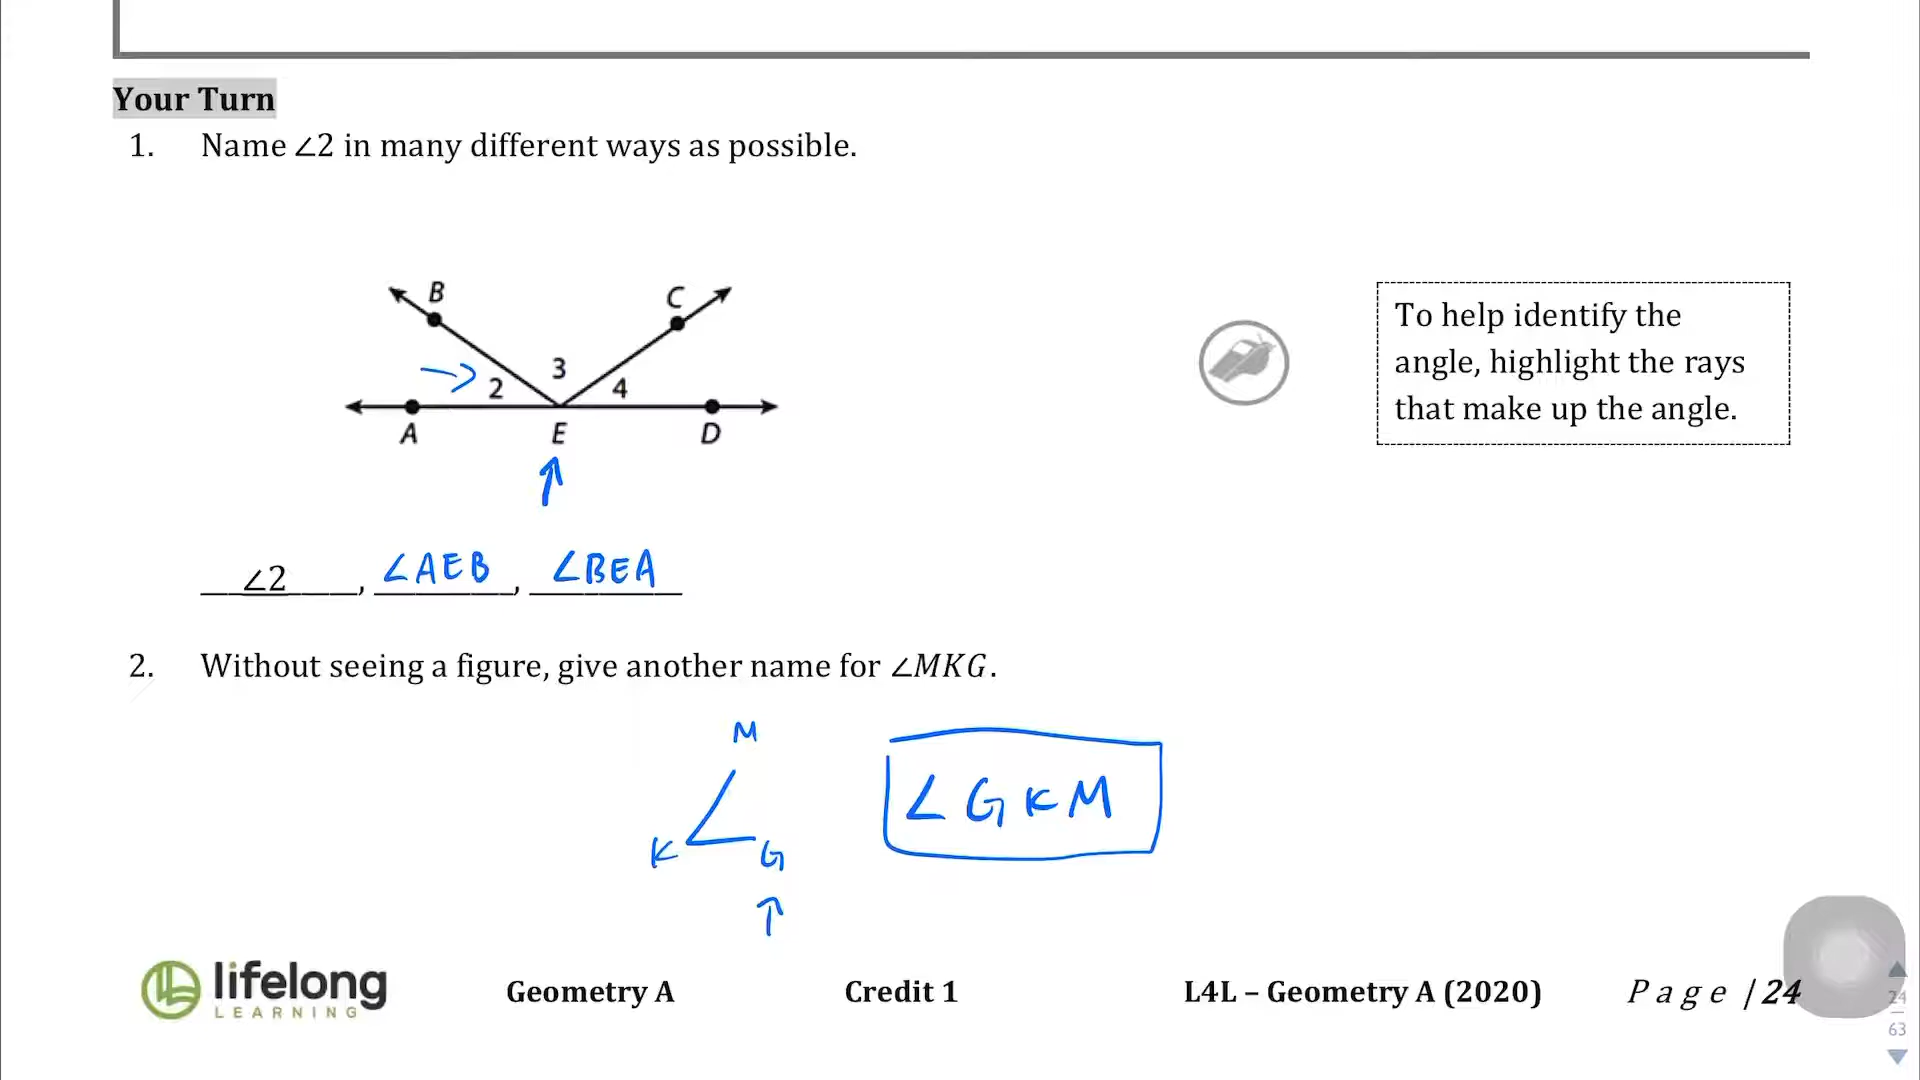 Your Turn
1. Name ∠2 in many different ways as possible.
B C
To help identify the
angle, highlight the rays
that make up the angle.
2 3 4
A E D
∠2, ∠AEB, ∠BEA
2. Without seeing a figure, give another name for ∠MKG.
M
∠GKM
K G
lifelong
LEARNING
Geometry A Credit 1 L4L – Geometry A (2020) Page |24
24
63